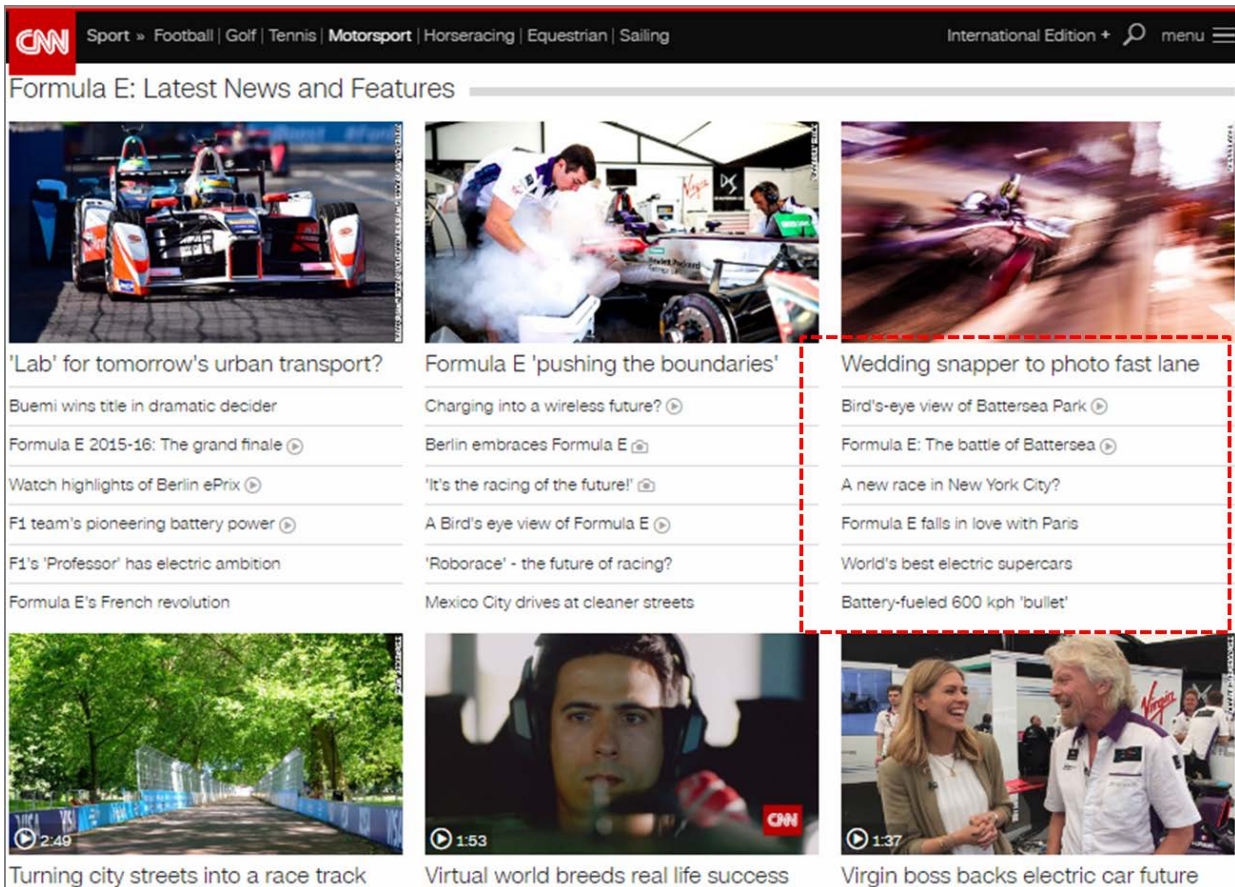 CNN
Sport » Football | Golf | Tennis | Motorsport | Horseracing | Equestrian | Sailing
International Edition + menu
Formula E: Latest News and Features
Virgin
DS
Hewlett Packard
'Lab' for tomorrow's urban transport?
Buemi wins title in dramatic decider
Formula E 2015-16: The grand finale
Watch highlights of Berlin ePrix
F1 team's pioneering battery power
F1's 'Professor' has electric ambition
Formula E's French revolution
Formula E 'pushing the boundaries'
Charging into a wireless future?
Berlin embraces Formula E
'It's the racing of the future!'
A Bird's eye view of Formula E
'Roborace' - the future of racing?
Mexico City drives at cleaner streets
Wedding snapper to photo fast lane
Bird's-eye view of Battersea Park
Formula E: The battle of Battersea
A new race in New York City?
Formula E falls in love with Paris
World's best electric supercars
Battery-fueled 600 kph 'bullet'
VISA
2:49
Turning city streets into a race track
CNN
1:53
Virtual world breeds real life success
Virgin
1:37
Virgin boss backs electric car future